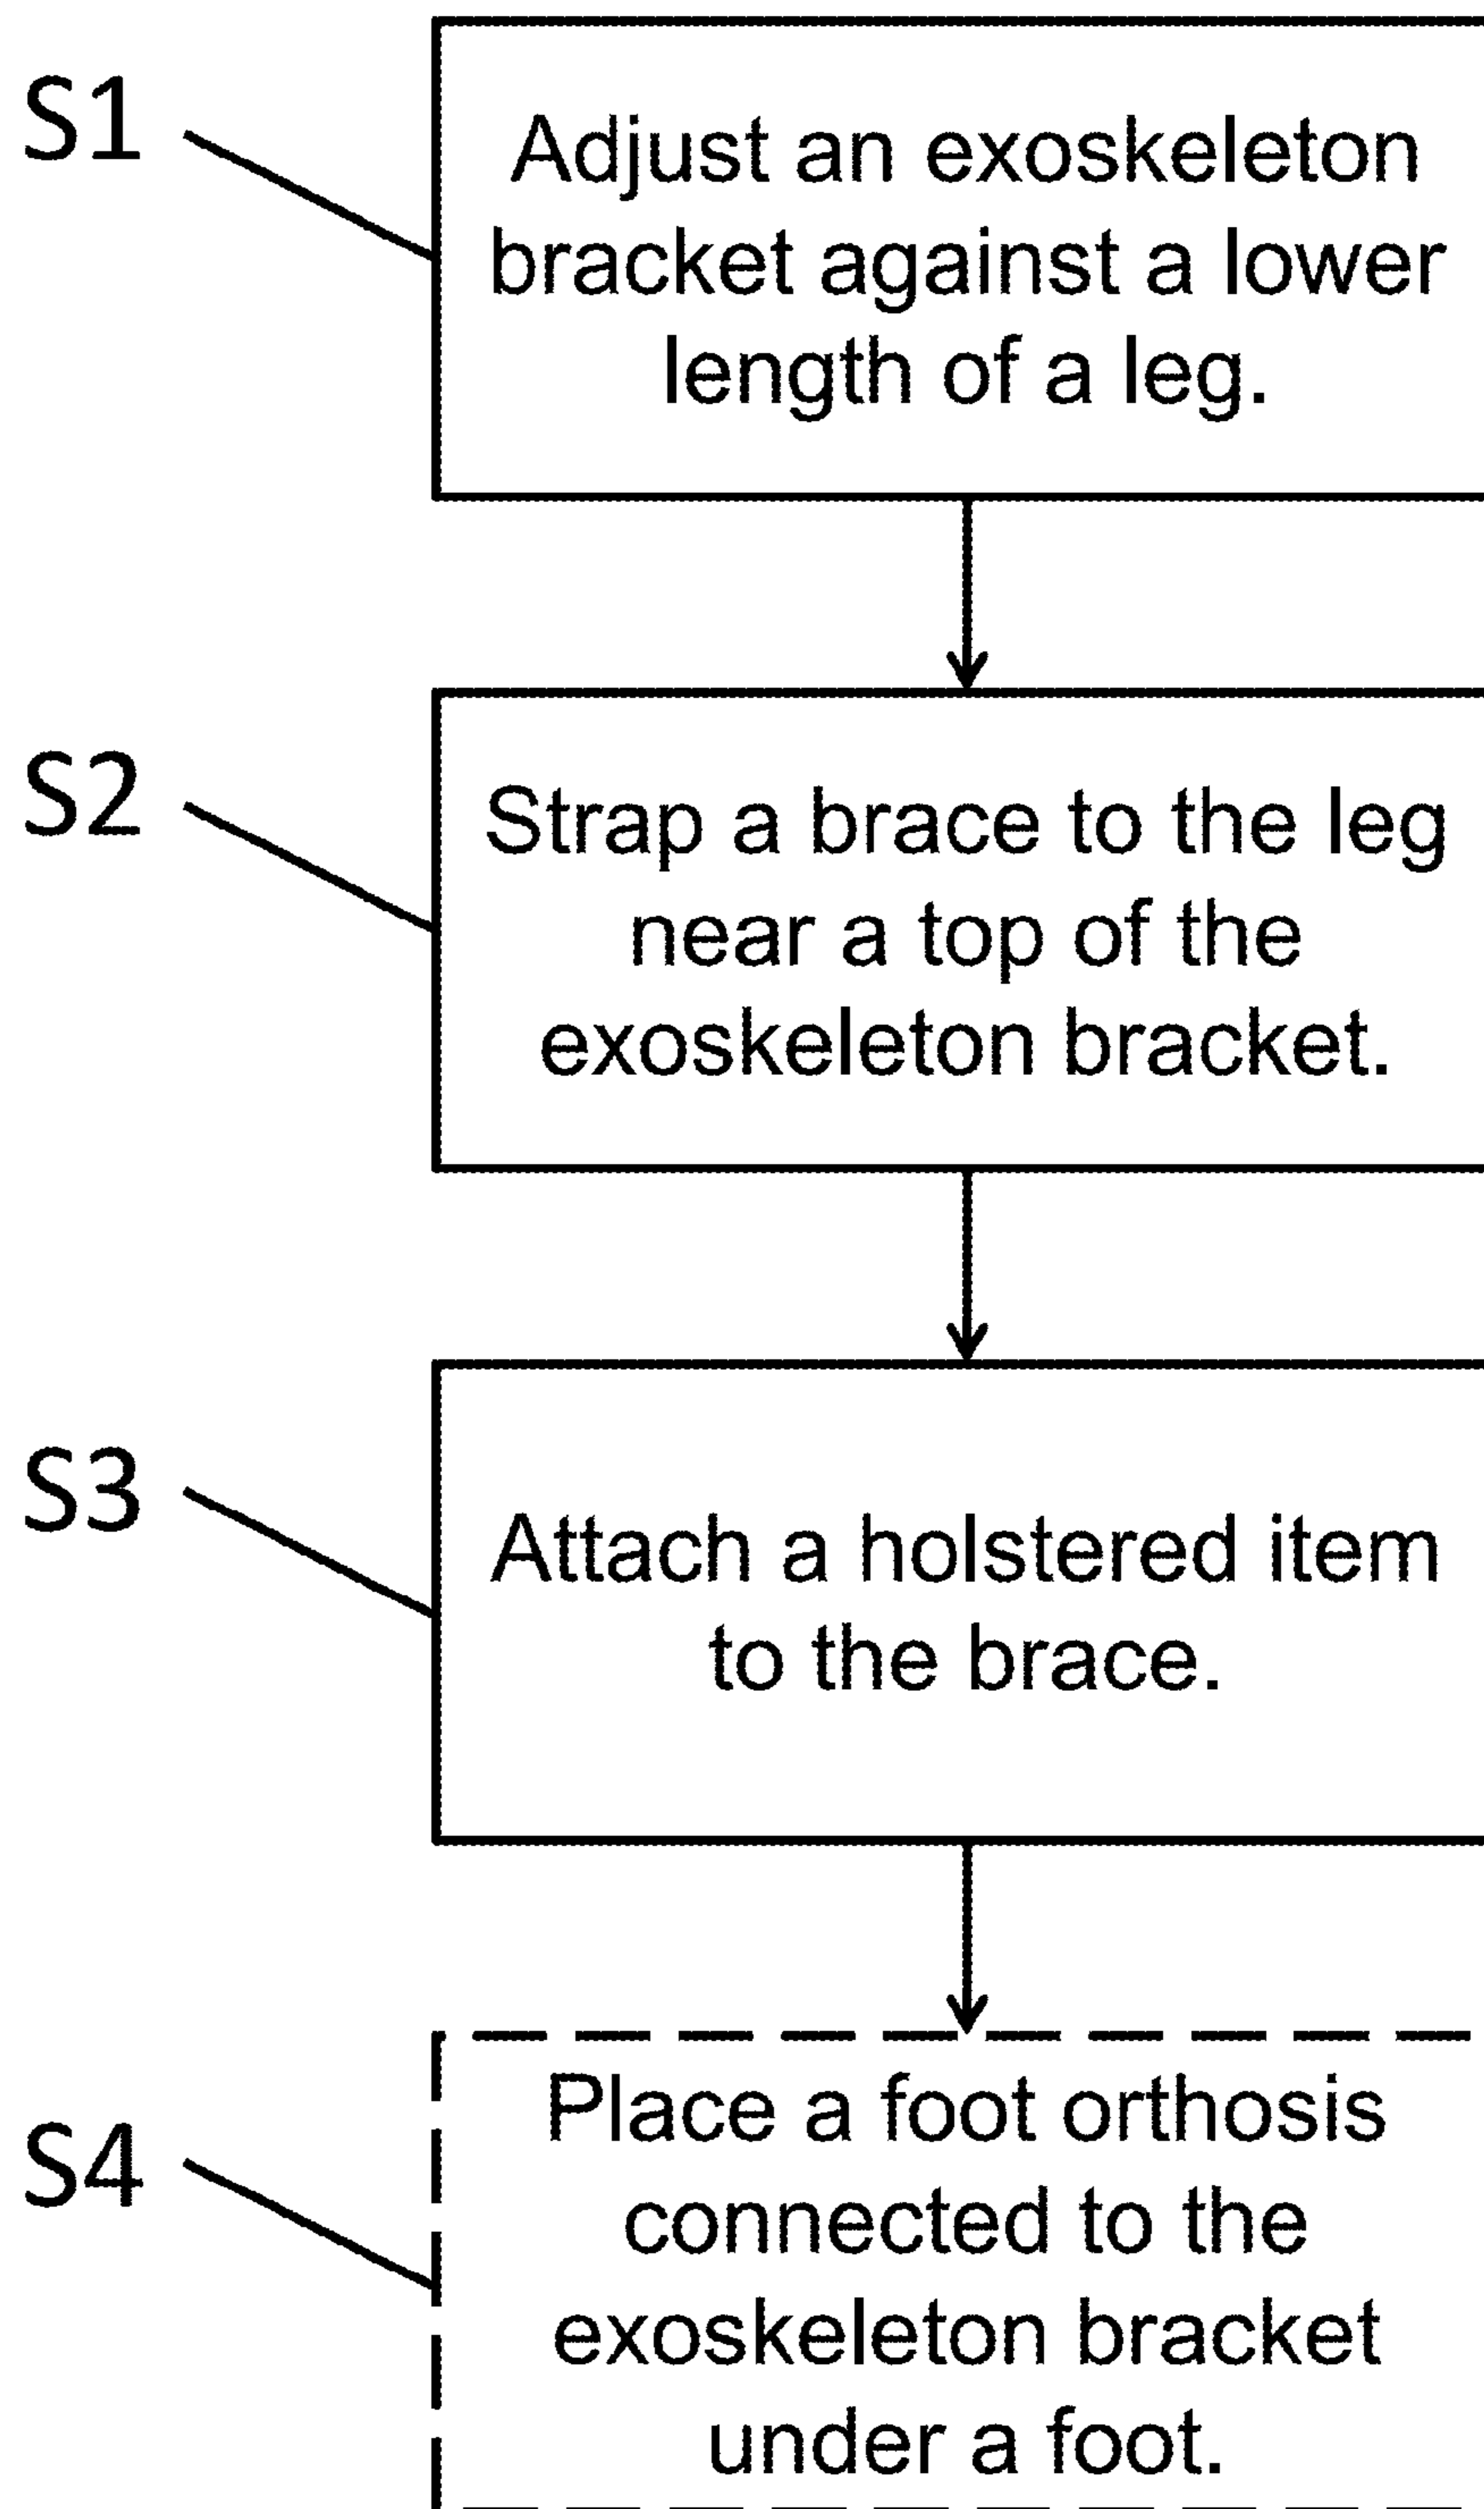 S1
Adjust an exoskeleton
bracket against a lower
length of a leg.
S2
Strap a brace to the leg
near a top of the
exoskeleton bracket.
S3
Attach a holstered item
to the brace.
S4
Place a foot orthosis
connected to the
exoskeleton bracket
under a foot.